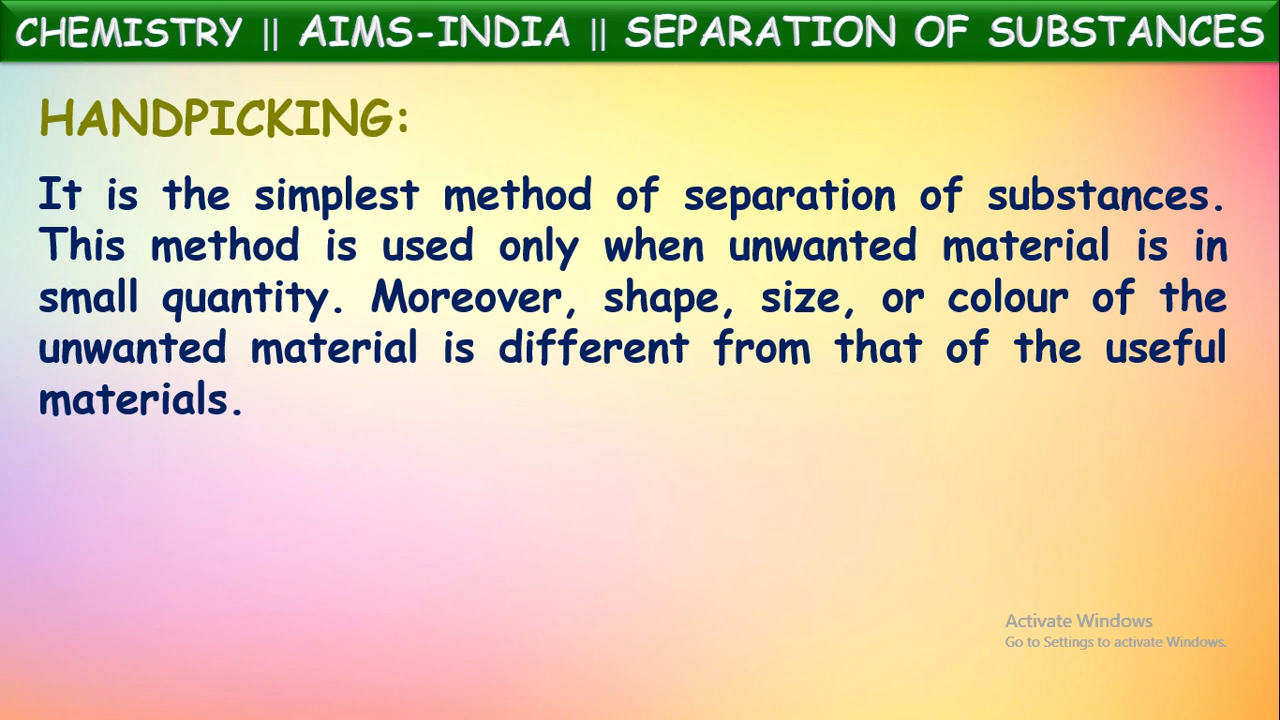 CHEMISTRY || AIMS-INDIA || SEPARATION OF SUBSTANCES
HANDPICKING:
It is the simplest method of separation of substances.
This method is used only when unwanted material is in
small quantity. Moreover, shape, size, or colour of the
unwanted material is different from that of the useful
materials.
Activate Windows
Go to Settings to activate Windows.